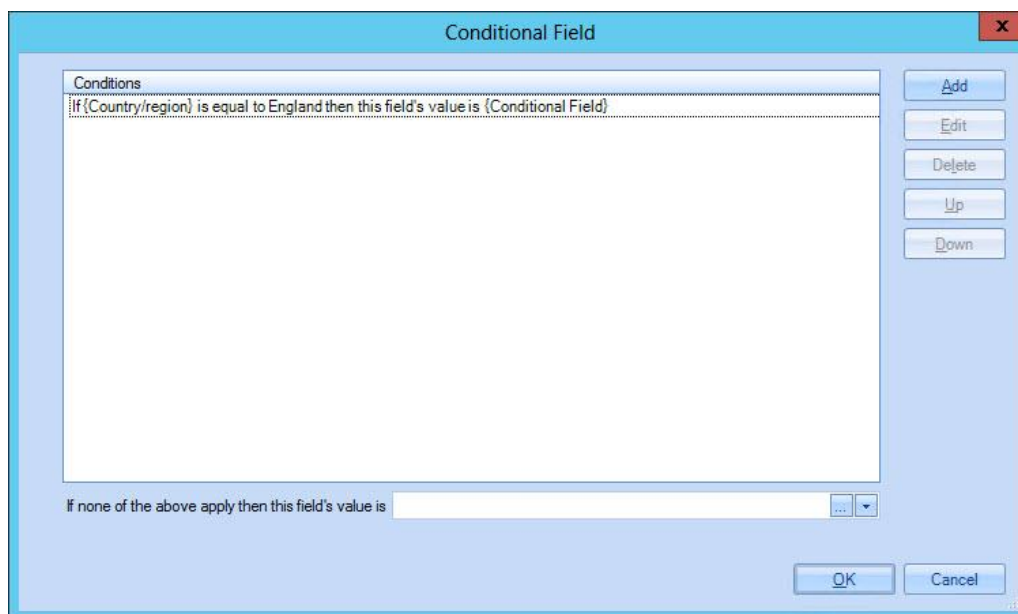 Conditional Field
x
Conditions
If {Country/region} is equal to England then this field's value is {Conditional Field}
Add
Edit
Delete
Up
Down
If none of the above apply then this field's value is
...
OK
Cancel